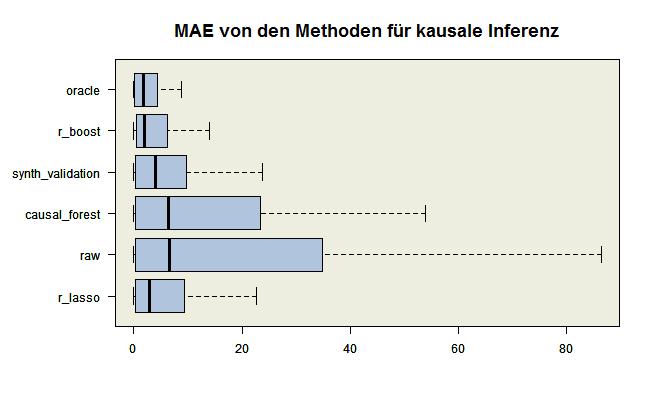 MAE von den Methoden für kausale Inferenz
oracle
r_boost
synth_validation
causal_forest
raw
r_lasso
0 20 40 60 80